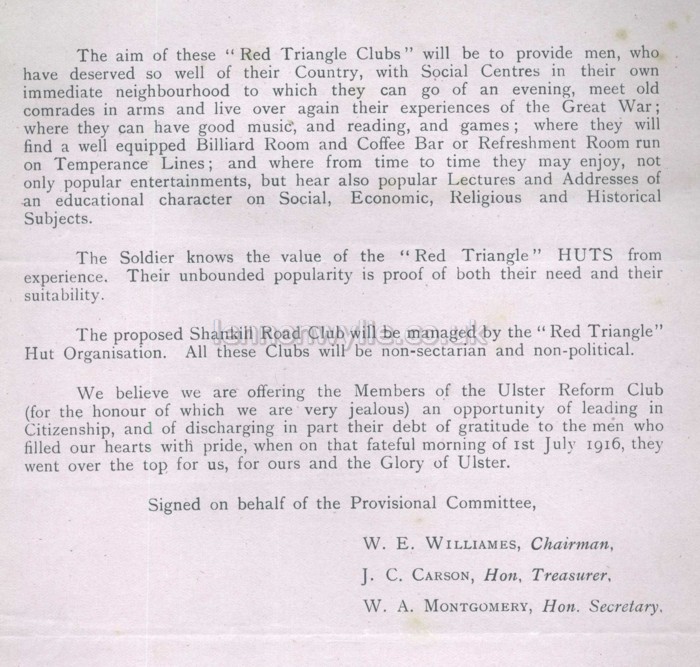 The aim of these "Red Triangle Clubs" will be to provide men, who
have deserved so well of their Country, with Social Centres in their own
immediate neighbourhood to which they can go of an evening, meet old
comrades in arms and live over again their experiences of the Great War;
where they can have good music, and reading, and games; where they will
find a well equipped Billiard Room and Coffee Bar or Refreshment Room run
on Temperance Lines; and where from time to time they may enjoy, not
only popular entertainments, but hear also popular Lectures and Addresses of
an educational character on Social, Economic, Religious and Historical
Subjects.
The Soldier knows the value of the "Red Triangle" HUTS from
experience. Their unbounded popularity is proof of both their need and their
suitability.
The proposed Shankill Road Club will be managed by the "Red Triangle"
Hut Organisation. All these Clubs will be non-sectarian and non-political.
We believe we are offering the Members of the Ulster Reform Club
(for the honour of which we are very jealous) an opportunity of leading in
Citizenship, and of discharging in part their debt of gratitude to the men who
filled our hearts with pride, when on that fateful morning of 1st July 1916, they
went over the top for us, for ours and the Glory of Ulster.
Signed on behalf of the Provisional Committee,
W. E. WILLIAMES, Chairman,
J. C. CARSON, Hon, Treasurer,
W. A. MONTGOMERY, Hon. Secretary.